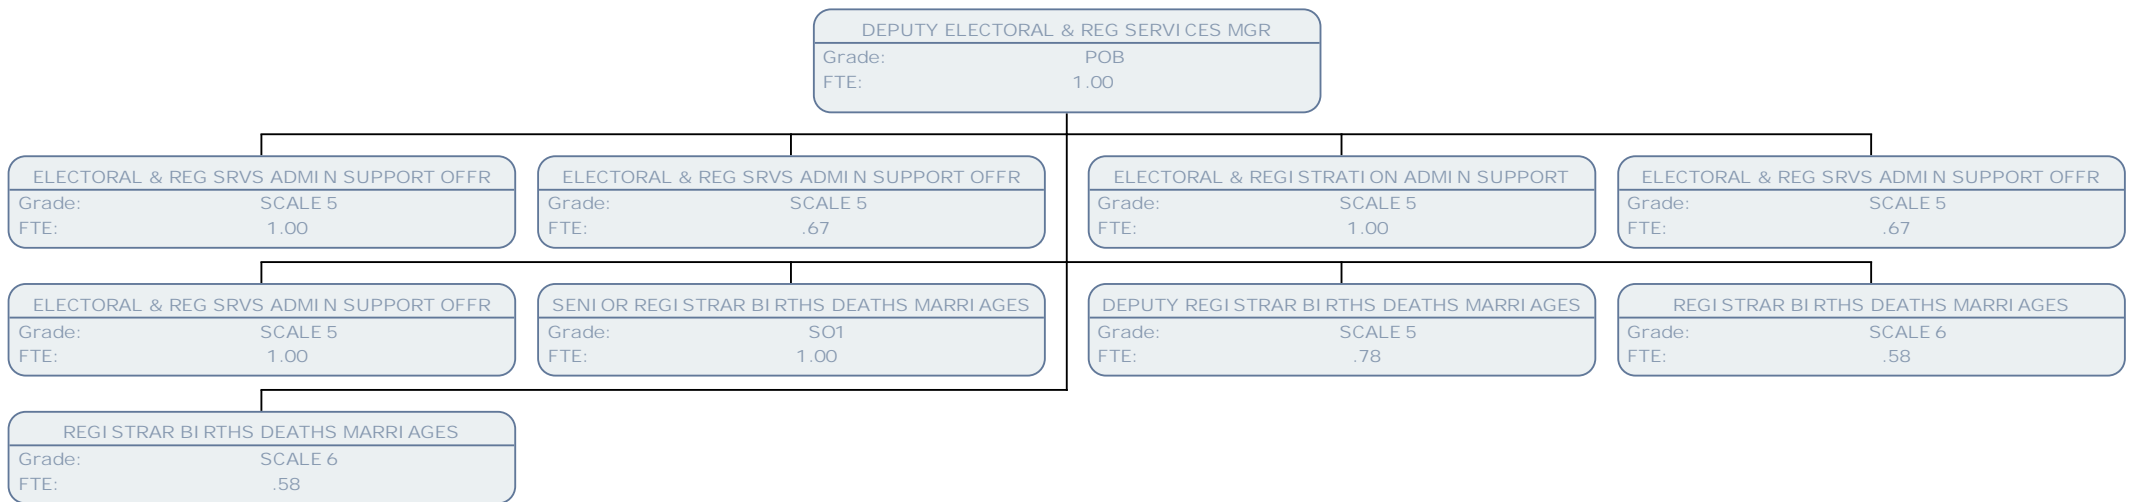 DEPUTY ELECTORAL & REG SERVICES MGR
Grade: POB
FTE: 1.00
ELECTORAL & REG SRVS ADMIN SUPPORT OFFR
Grade: SCALE 5
FTE: 1.00
ELECTORAL & REG SRVS ADMIN SUPPORT OFFR
Grade: SCALE 5
FTE: .67
ELECTORAL & REGISTRATION ADMIN SUPPORT
Grade: SCALE 5
FTE: 1.00
ELECTORAL & REG SRVS ADMIN SUPPORT OFFR
Grade: SCALE 5
FTE: .67
ELECTORAL & REG SRVS ADMIN SUPPORT OFFR
Grade: SCALE 5
FTE: 1.00
SENIOR REGISTRAR BIRTHS DEATHS MARRIAGES
Grade: SO1
FTE: 1.00
DEPUTY REGISTRAR BIRTHS DEATHS MARRIAGES
Grade: SCALE 5
FTE: .78
REGISTRAR BIRTHS DEATHS MARRIAGES
Grade: SCALE 6
FTE: .58
REGISTRAR BIRTHS DEATHS MARRIAGES
Grade: SCALE 6
FTE: .58